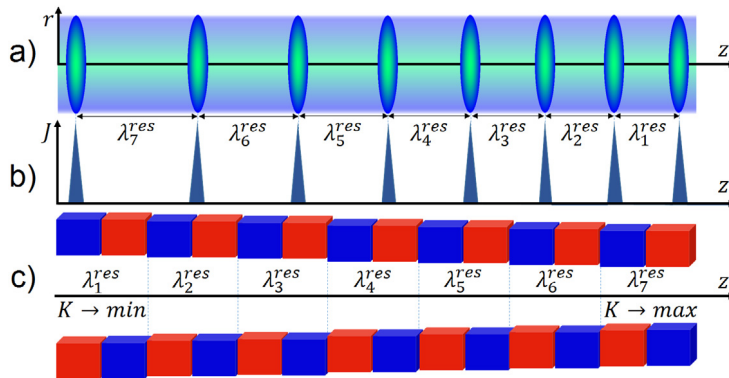 r
a)
z
λ₇ʳᵉˢ λ₆ʳᵉˢ λ₅ʳᵉˢ λ₄ʳᵉˢ λ₃ʳᵉˢ λ₂ʳᵉˢ λ₁ʳᵉˢ
J
b)
z
c)
λ₁ʳᵉˢ λ₂ʳᵉˢ λ₃ʳᵉˢ λ₄ʳᵉˢ λ₅ʳᵉˢ λ₆ʳᵉˢ λ₇ʳᵉˢ
z
K → min K → max